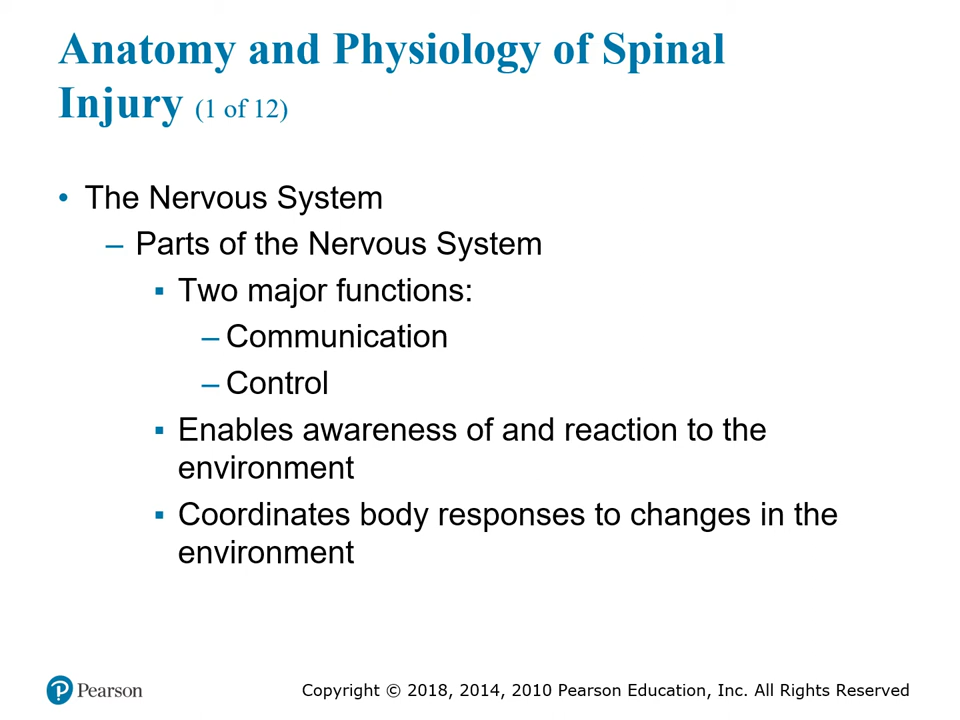 Anatomy and Physiology of Spinal
Injury (1 of 12)
• The Nervous System
– Parts of the Nervous System
▪ Two major functions:
– Communication
– Control
▪ Enables awareness of and reaction to the
environment
▪ Coordinates body responses to changes in the
environment
Pearson
Copyright © 2018, 2014, 2010 Pearson Education, Inc. All Rights Reserved